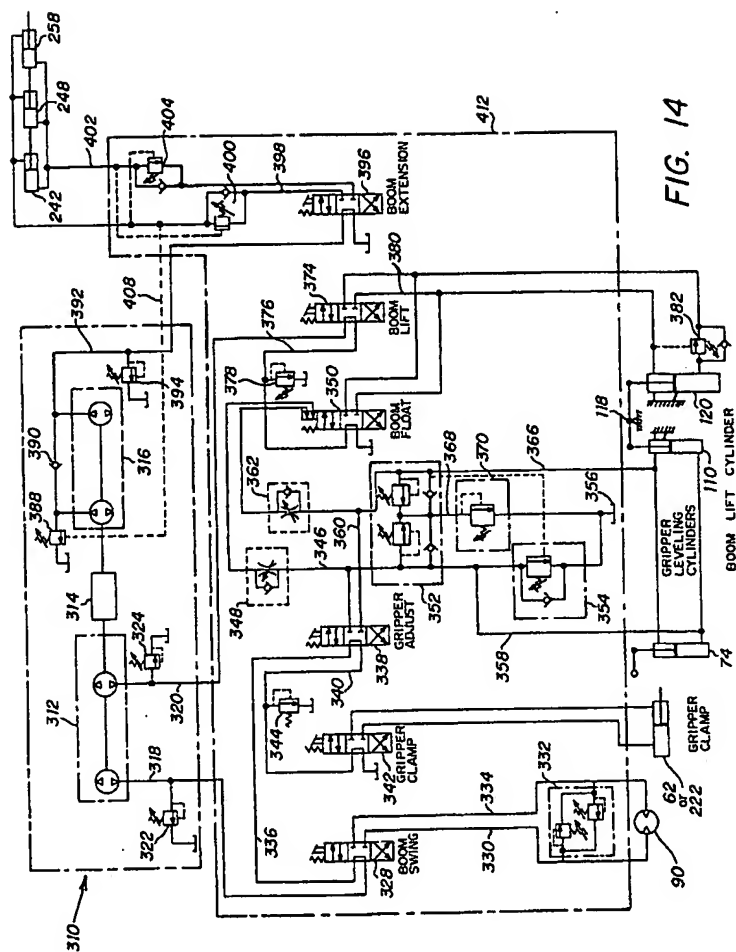 310
312
314
316
318
320
322
324
388
390
392
394
408
242
248
258
402
404
400
398
396
BOOM
EXTENSION
412
336
328
BOOM
SWING
330
334
332
90
344
340
342
GRIPPER
CLAMP
338
GRIPPER
ADJUST
348
346
362
360
352
354
358
368
370
366
356
378
376
350
BOOM
FLOAT
374
BOOM
LIFT
380
382
62
or
222
GRIPPER
CLAMP
74
GRIPPER
LEVELING
CYLINDERS
110
118
120
BOOM LIFT CYLINDER
FIG. 14